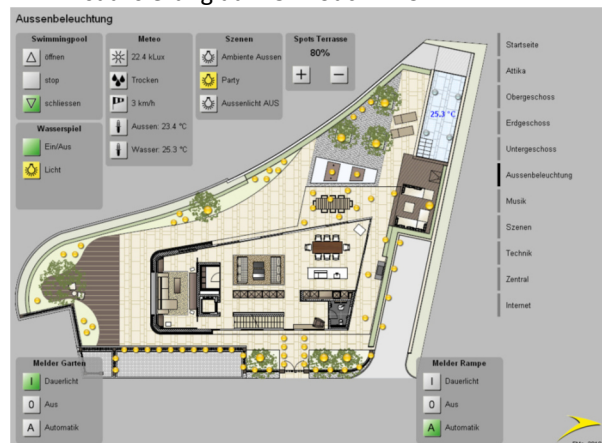 Aussenbeleuchtung
Swimmingpool
öffnen
stop
schliessen
Wasserspiel
Ein/Aus
Licht
Meteo
22.4 kLux
Trocken
3 km/h
Aussen: 23.4 °C
Wasser: 25.3 °C
Szenen
Ambiente Aussen
Party
Aussenlicht AUS
Spots Terrasse
80%
+ −
25.3 °C
Startseite
Attika
Obergeschoss
Erdgeschoss
Untergeschoss
Aussenbeleuchtung
Musik
Szenen
Technik
Zentral
Internet
Melder Garten
I Dauerlicht
0 Aus
A Automatik
Melder Rampe
I Dauerlicht
0 Aus
A Automatik